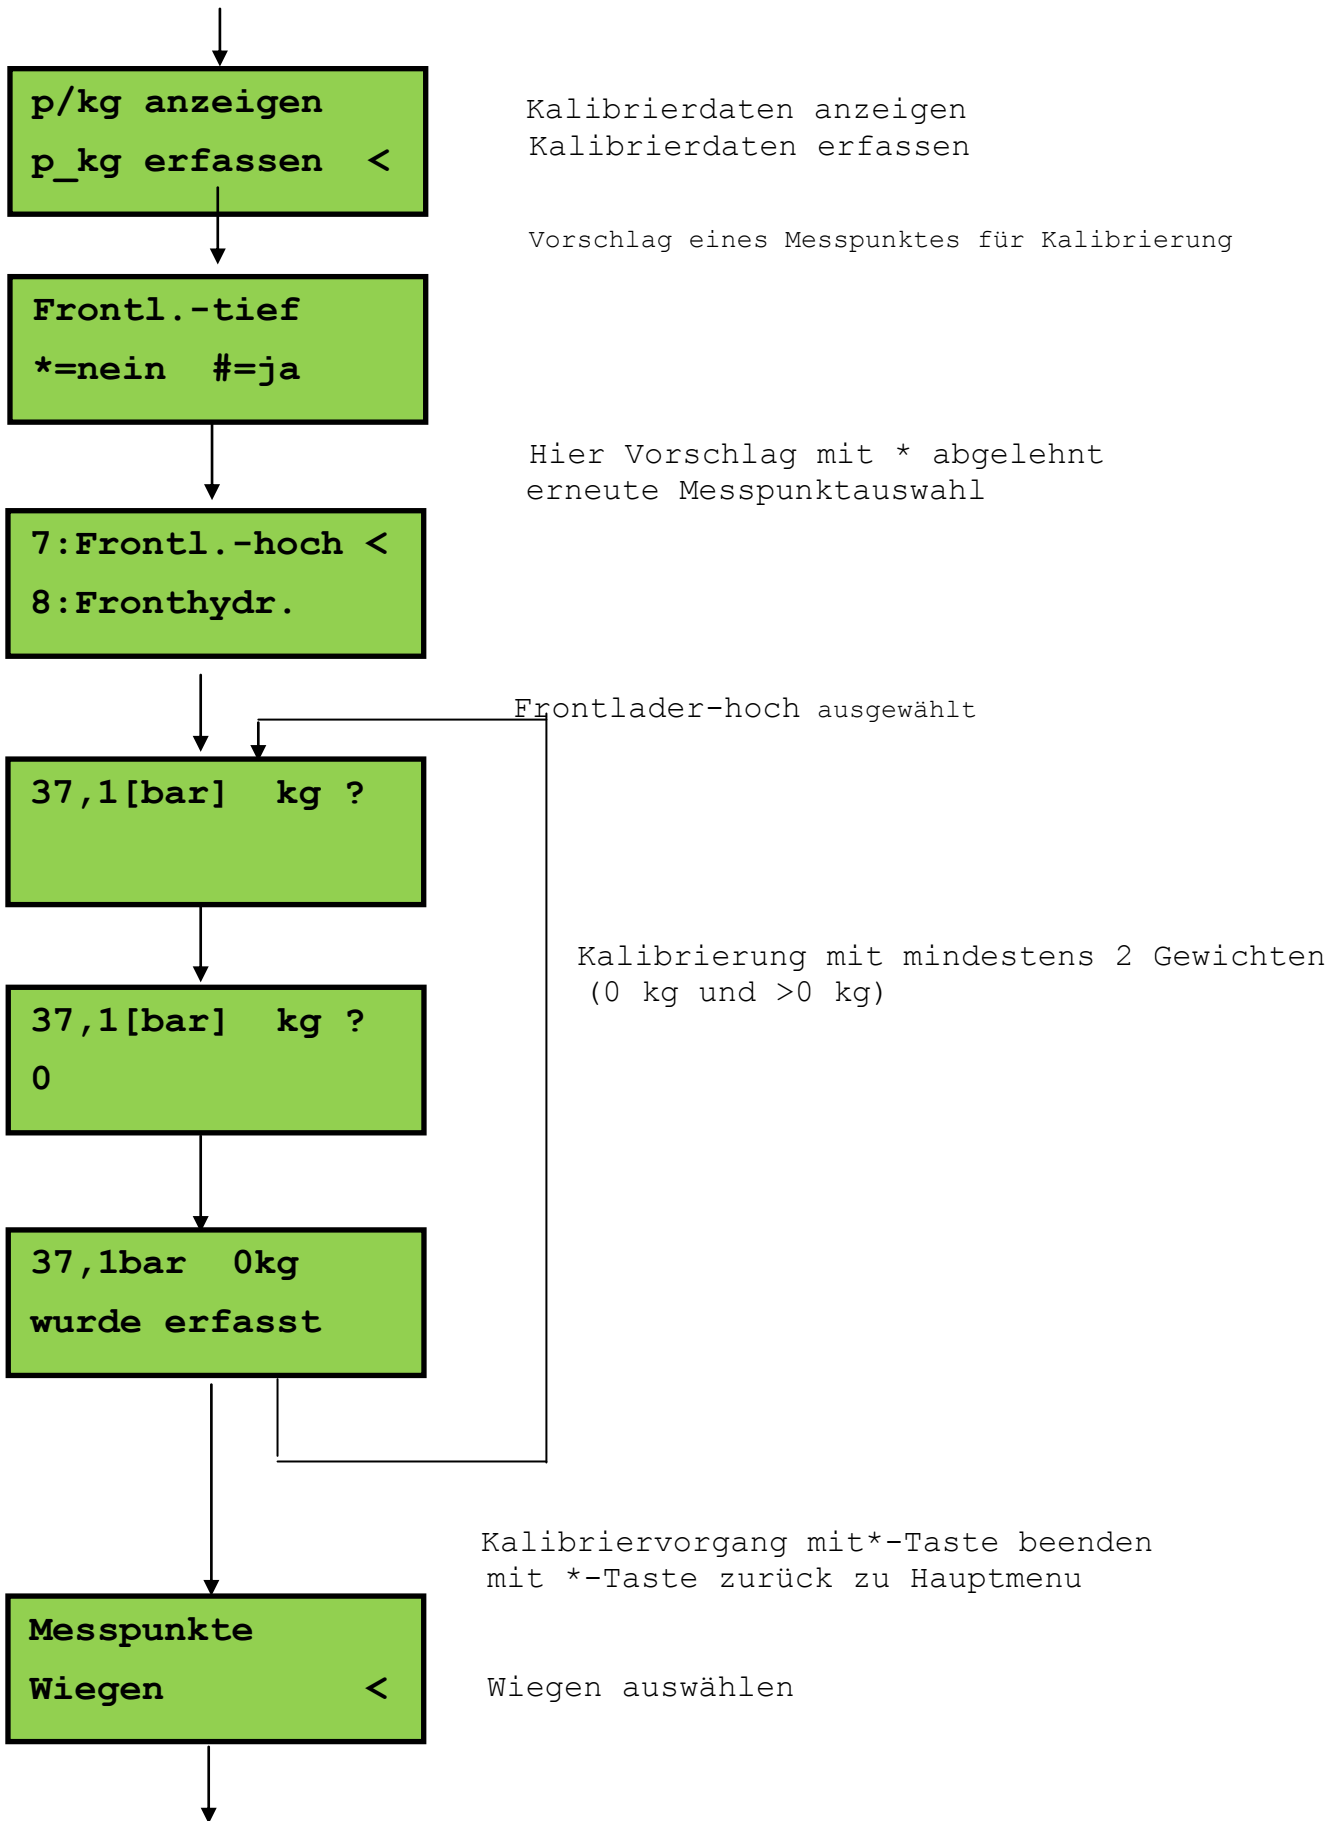 p/kg anzeigen
p_kg erfassen <
Kalibrierdaten anzeigen
Kalibrierdaten erfassen
Vorschlag eines Messpunktes für Kalibrierung
Frontl.-tief
*=nein #=ja
Hier Vorschlag mit * abgelehnt
erneute Messpunktauswahl
7:Frontl.-hoch <
8:Fronthydr.
Frontlader-hoch ausgewählt
37,1[bar] kg ?
Kalibrierung mit mindestens 2 Gewichten
(0 kg und >0 kg)
37,1[bar] kg ?
0
37,1bar 0kg
wurde erfasst
Kalibriervorgang mit*-Taste beenden
mit *-Taste zurück zu Hauptmenu
Messpunkte
Wiegen <
Wiegen auswählen